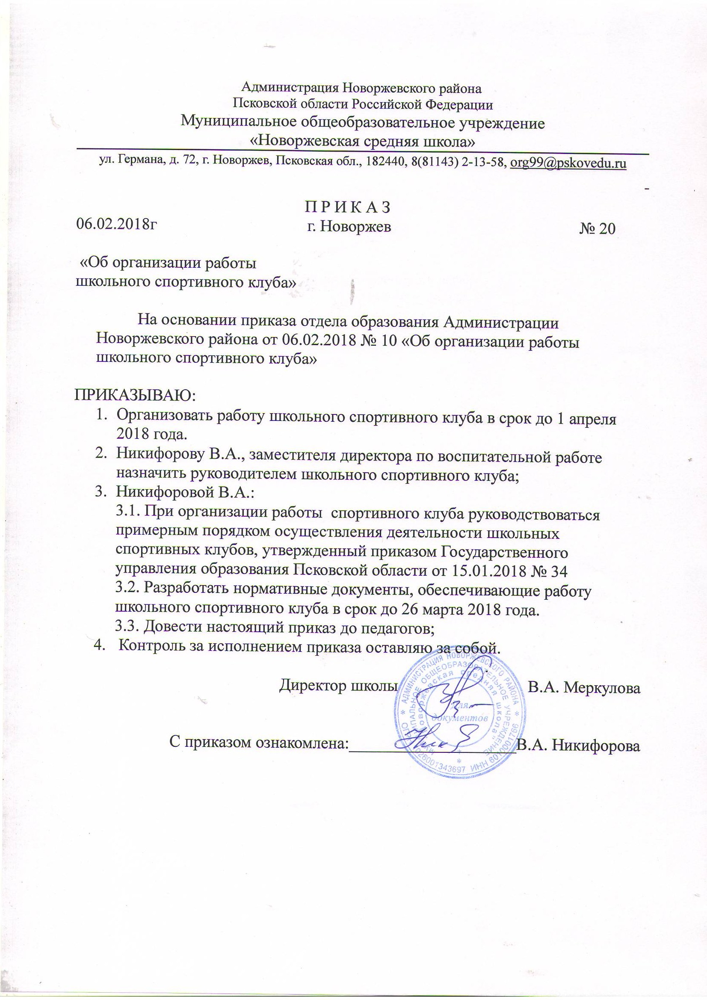 Администрация Новоржевского района
Псковской области Российской Федерации
Муниципальное общеобразовательное учреждение
«Новоржевская средняя школа»
ул. Германа, д. 72, г. Новоржев, Псковская обл., 182440, 8(81143) 2-13-58, org99@pskovedu.ru
-
П Р И К А З
06.02.2018г г. Новоржев № 20
«Об организации работы
школьного спортивного клуба»
На основании приказа отдела образования Администрации
Новоржевского района от 06.02.2018 № 10 «Об организации работы
школьного спортивного клуба»
ПРИКАЗЫВАЮ:
1. Организовать работу школьного спортивного клуба в срок до 1 апреля
2018 года.
2. Никифорову В.А., заместителя директора по воспитательной работе
назначить руководителем школьного спортивного клуба;
3. Никифоровой В.А.:
3.1. При организации работы спортивного клуба руководствоваться
примерным порядком осуществления деятельности школьных
спортивных клубов, утвержденный приказом Государственного
управления образования Псковской области от 15.01.2018 № 34
3.2. Разработать нормативные документы, обеспечивающие работу
школьного спортивного клуба в срок до 26 марта 2018 года.
3.3. Довести настоящий приказ до педагогов;
4. Контроль за исполнением приказа оставляю за собой.
Директор школы В.А. Меркулова
С приказом ознакомлена: В.А. Никифорова
* АДМИНИСТРАЦИЯ НОВОРЖЕВСКОГО РАЙОНА *
ОБЩЕОБРАЗОВАТЕЛЬНОЕ УЧРЕЖДЕНИЕ
Новоржевская средняя школа"
Для
документов
ИНН 6010001766